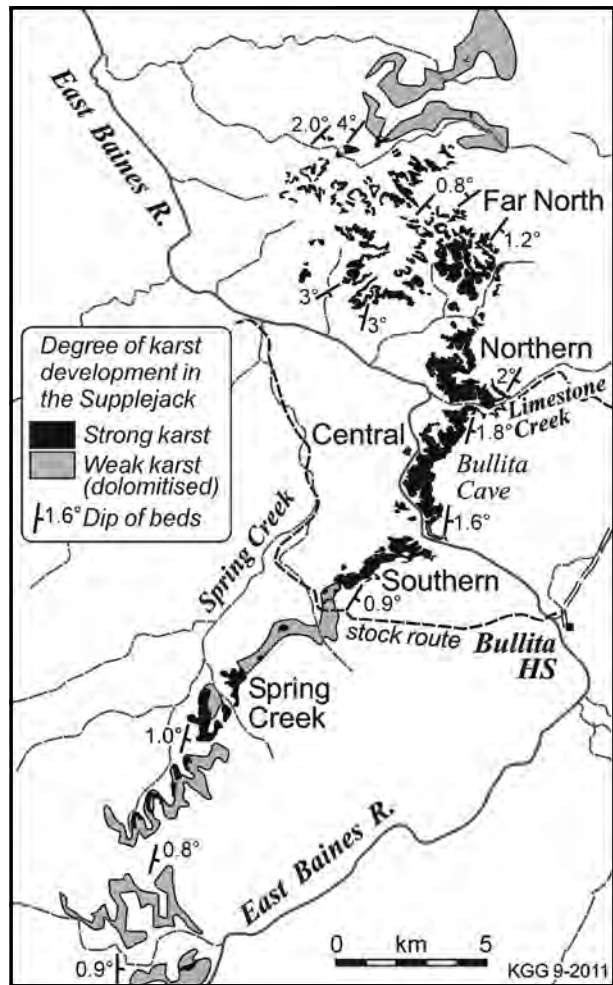 East Baines R.
2.0°
4°
0.8°
Far North
1.2°
3°
3°
Degree of karst
development in
the Supplejack
Strong karst
Weak karst
(dolomitised)
1.6° Dip of beds
Northern
2°
Limestone
Creek
Central
1.8°
Bullita
Cave
1.6°
Spring Creek
Southern
0.9°
stock route
Bullita
HS
Spring
Creek
1.0°
0.8°
East Baines R.
0.9°
0 km 5
KGG 9-2011